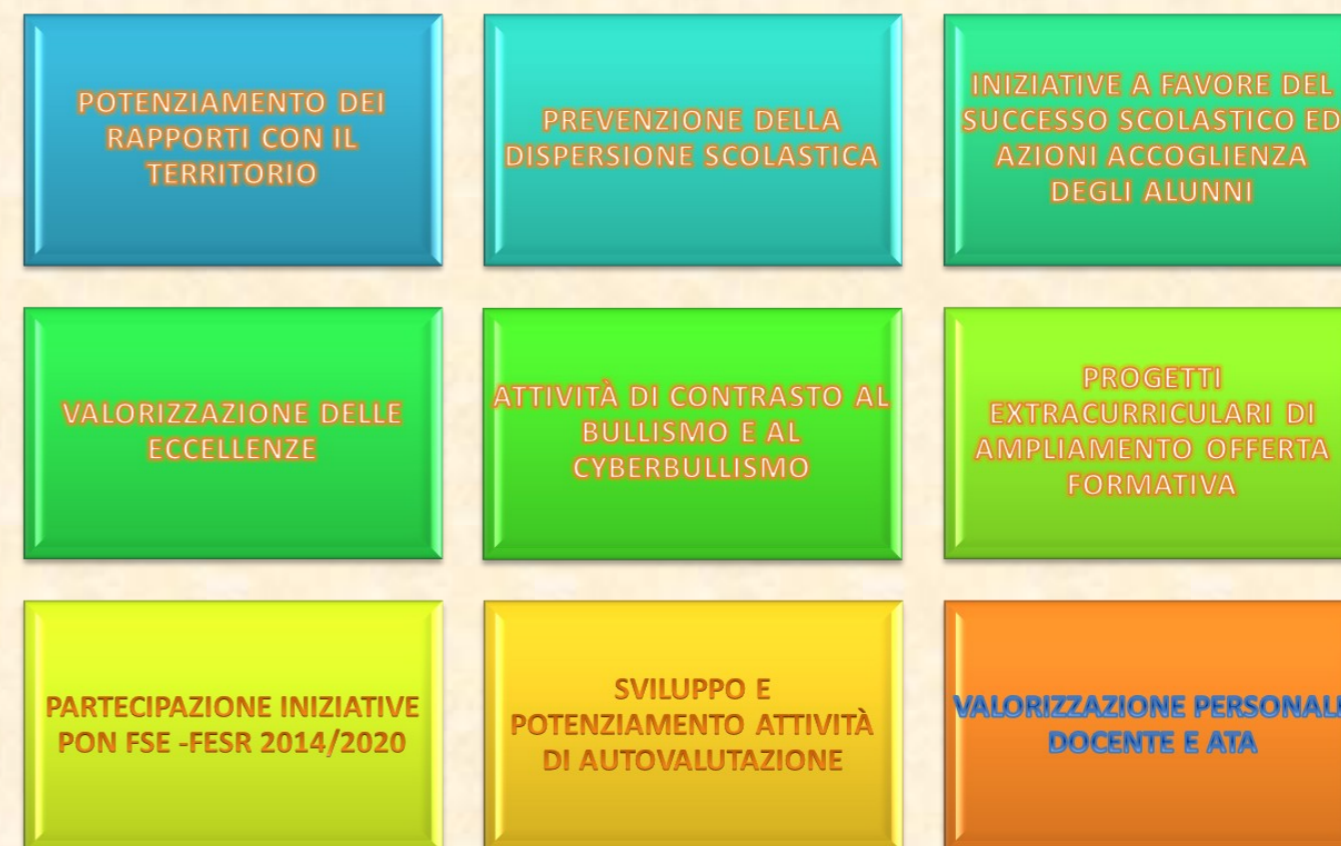 POTENZIAMENTO DEI
RAPPORTI CON IL
TERRITORIO
PREVENZIONE DELLA
DISPERSIONE SCOLASTICA
INIZIATIVE A FAVORE DEL
SUCCESSO SCOLASTICO ED
AZIONI ACCOGLIENZA
DEGLI ALUNNI
VALORIZZAZIONE DELLE
ECCELLENZE
ATTIVITÀ DI CONTRASTO AL
BULLISMO E AL
CYBERBULLISMO
PROGETTI
EXTRACURRICULARI DI
AMPLIAMENTO OFFERTA
FORMATIVA
PARTECIPAZIONE INIZIATIVE
PON FSE -FESR 2014/2020
SVILUPPO E
POTENZIAMENTO ATTIVITÀ
DI AUTOVALUTAZIONE
VALORIZZAZIONE PERSONALE
DOCENTE E ATA